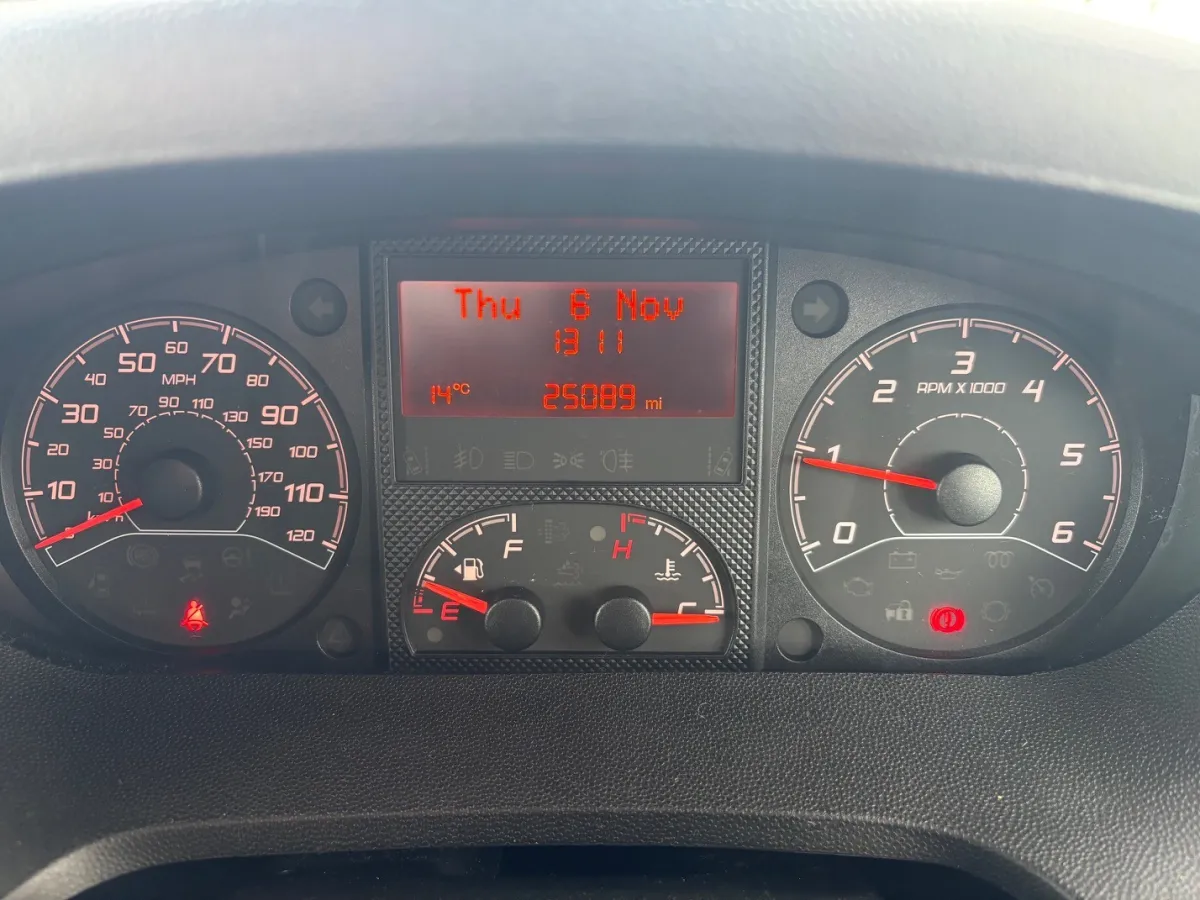 Thu 6 Nov
13 11
14°C 25089 mi
0 10 20 30 40 50 60 70 80 90 100 110 120
MPH
10 30 50 70 90 110 130 150 170 190
km/h
E F
H C
0 1 2 3 4 5 6
RPM X 1000